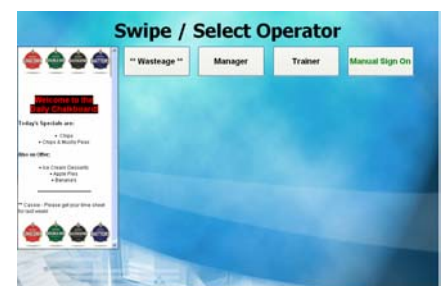 Swipe / Select Operator
** Wasteage **
Manager
Trainer
Manual Sign On
Welcome to the
Daily Chalkboard!
Today's Specials are:
• Chips
• Chips & Mushy Peas
Also on Offer:
• Ice Cream Desserts
• Apple Pies
• Bananas
** Cassie - Please get your time sheet
for last week!